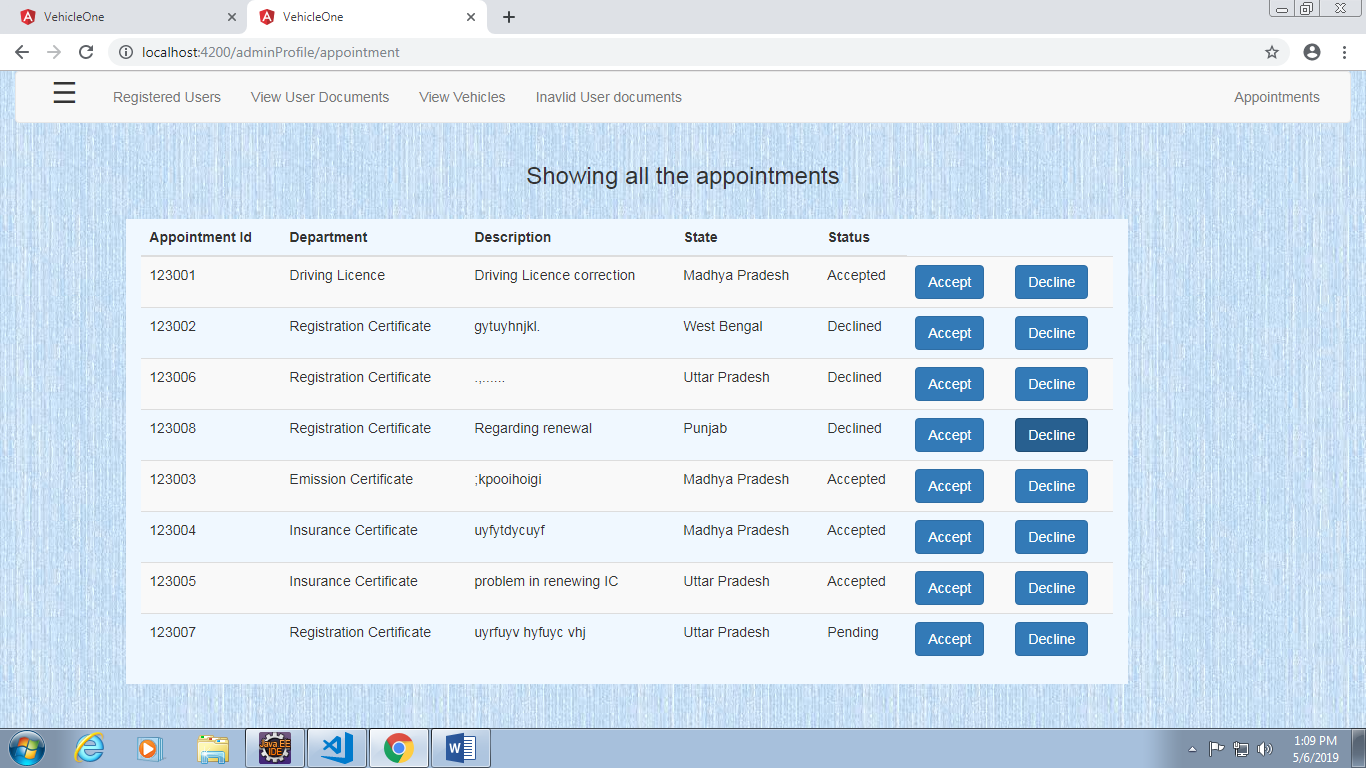 VehicleOne VehicleOne
localhost:4200/adminProfile/appointment
Registered Users View User Documents View Vehicles Inavlid User documents Appointments
Showing all the appointments
Appointment Id Department Description State Status
123001 Driving Licence Driving Licence correction Madhya Pradesh Accepted Accept Decline
123002 Registration Certificate gytuyhnjkl. West Bengal Declined Accept Decline
123006 Registration Certificate .,...... Uttar Pradesh Declined Accept Decline
123008 Registration Certificate Regarding renewal Punjab Declined Accept Decline
123003 Emission Certificate ;kpooihoigi Madhya Pradesh Accepted Accept Decline
123004 Insurance Certificate uyfytdycuyf Madhya Pradesh Accepted Accept Decline
123005 Insurance Certificate problem in renewing IC Uttar Pradesh Accepted Accept Decline
123007 Registration Certificate uyrfuyv hyfuyc vhj Uttar Pradesh Pending Accept Decline
Java EE
IDE
1:09 PM
5/6/2019